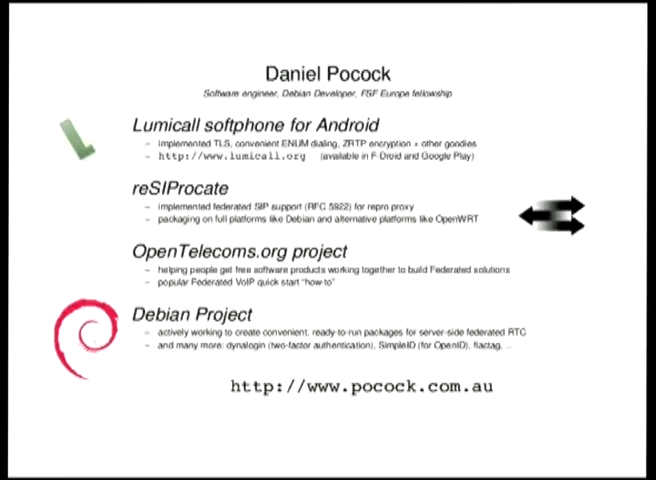 Daniel Pocock
Software engineer, Debian Developer, FSF Europe fellowship
Lumicall softphone for Android
– implemented TLS, convenient ENUM dialing, ZRTP encryption + other goodies
– http://www.lumicall.org (available in F-Droid and Google Play)
reSIProcate
– implemented federated SIP support (RFC 5922) for repro proxy
– packaging on full platforms like Debian and alternative platforms like OpenWRT
OpenTelecoms.org project
– helping people get free software products working together to build Federated solutions
– popular Federated VoIP quick start "how-to"
Debian Project
– actively working to create convenient, ready-to-run packages for server-side federated RTC
– and many more: dynalogin (two-factor authentication), SimpleID (for OpenID), flactag, ...
http://www.pocock.com.au